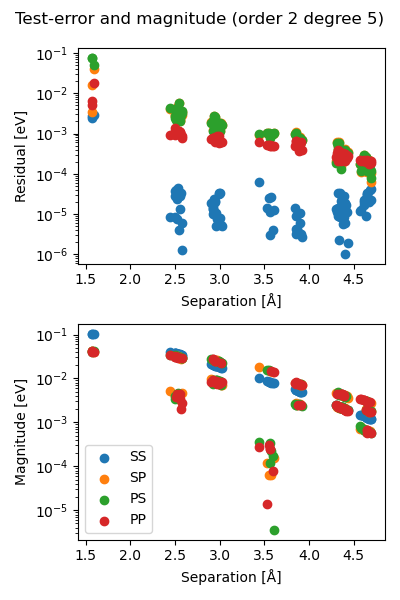 Test-error and magnitude (order 2 degree 5)
Residual [eV]
10⁻¹
10⁻²
10⁻³
10⁻⁴
10⁻⁵
10⁻⁶
1.5 2.0 2.5 3.0 3.5 4.0 4.5
Separation [Å]
Magnitude [eV]
10⁻¹
10⁻²
10⁻³
10⁻⁴
10⁻⁵
SS
SP
PS
PP
1.5 2.0 2.5 3.0 3.5 4.0 4.5
Separation [Å]